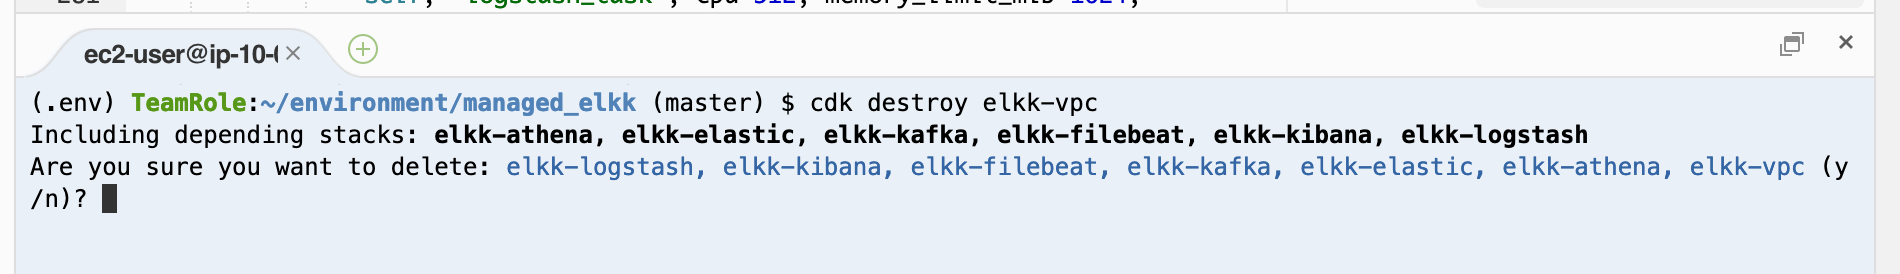 ec2-user@ip-10-
(.env) TeamRole:~/environment/managed_elkk (master) $ cdk destroy elkk-vpc
Including depending stacks: elkk-athena, elkk-elastic, elkk-kafka, elkk-filebeat, elkk-kibana, elkk-logstash
Are you sure you want to delete: elkk-logstash, elkk-kibana, elkk-filebeat, elkk-kafka, elkk-elastic, elkk-athena, elkk-vpc (y
/n)?